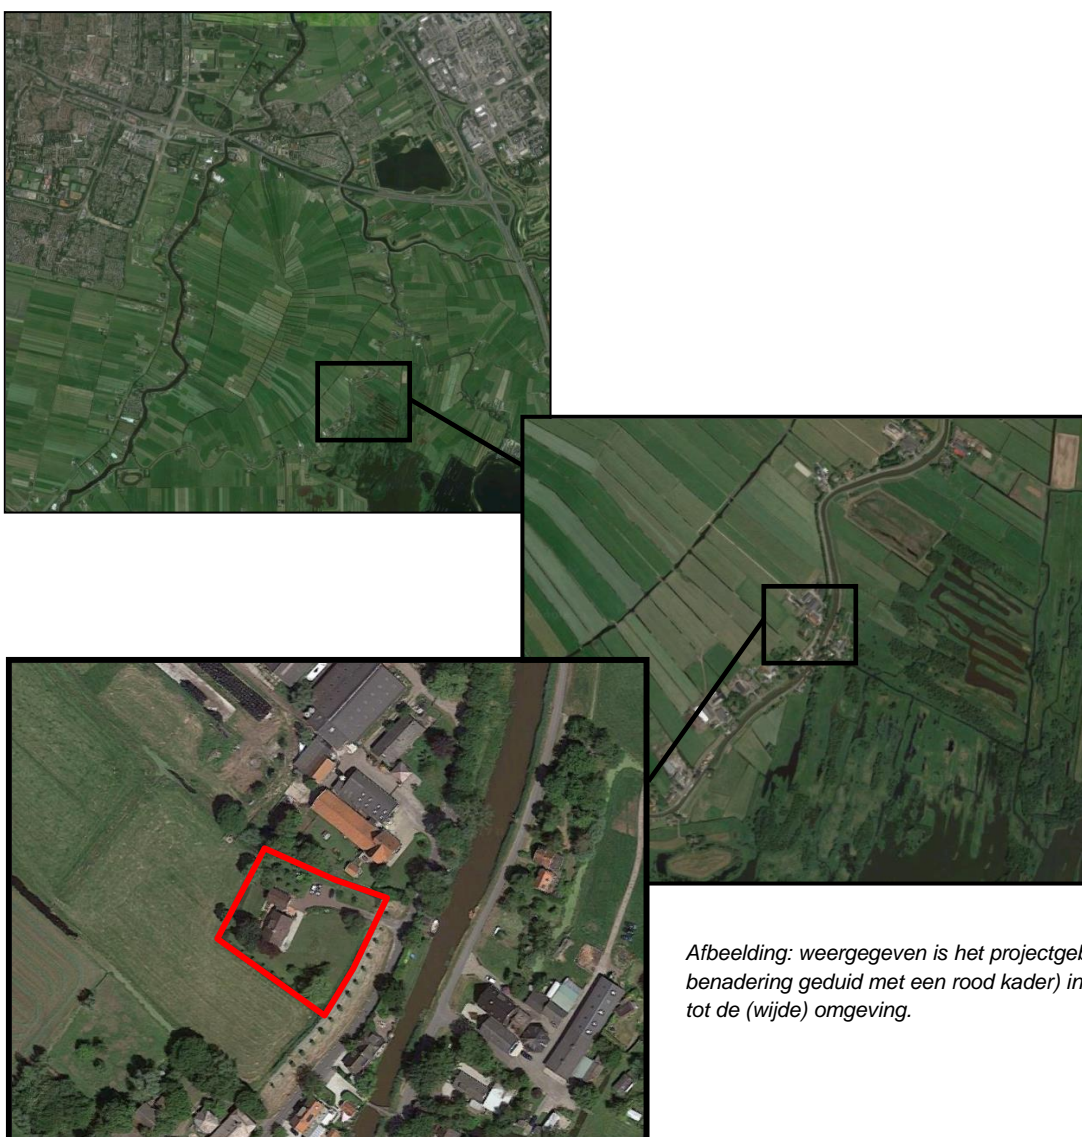 Afbeelding: weergegeven is het projectgeb
benadering geduid met een rood kader) in
tot de (wijde) omgeving.